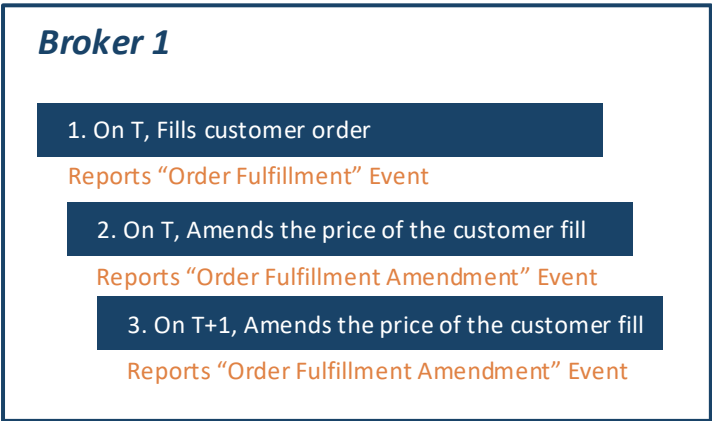 Broker 1
1. On T, Fills customer order
Reports “Order Fulfillment” Event
2. On T, Amends the price of the customer fill
Reports “Order Fulfillment Amendment” Event
3. On T+1, Amends the price of the customer fill
Reports “Order Fulfillment Amendment” Event